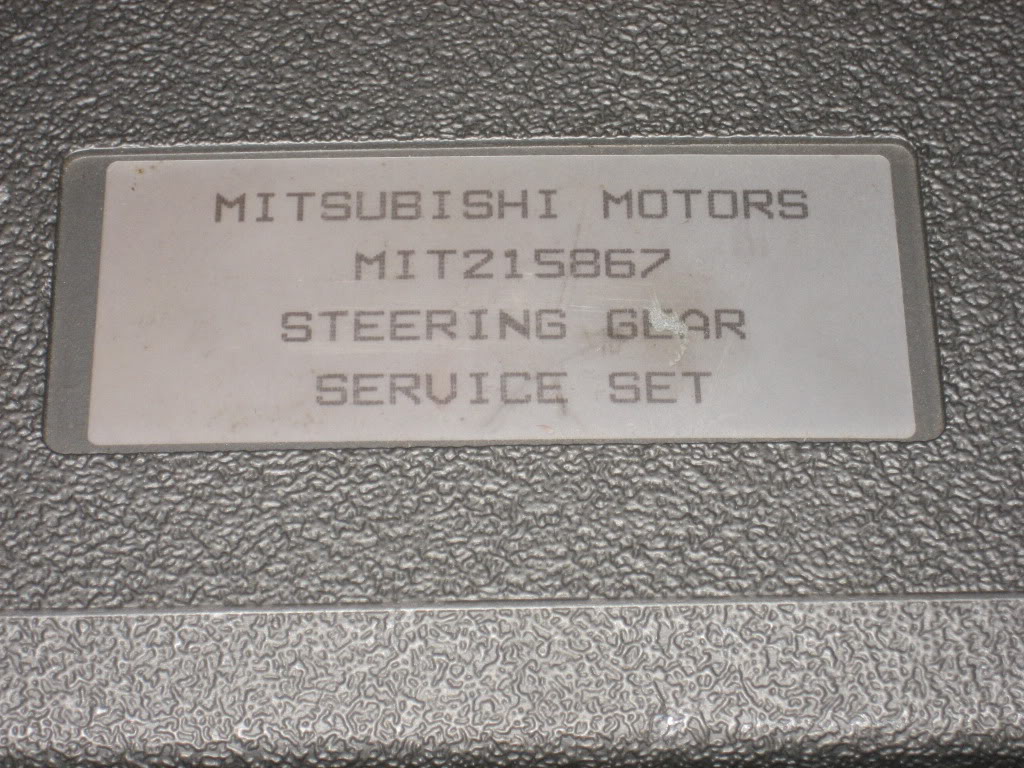 MITSUBISHI MOTORS
MIT215867
STEERING GEAR
SERVICE SET